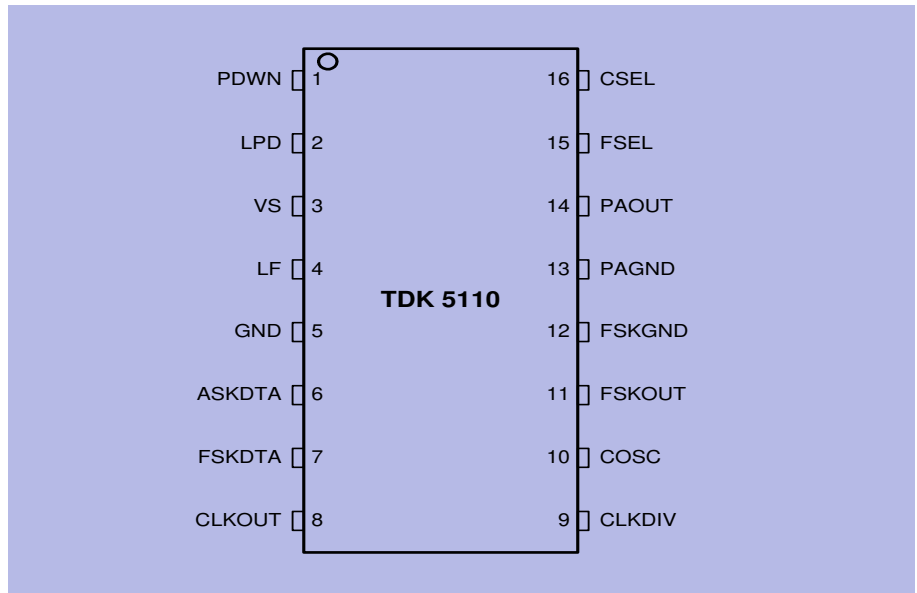 PDWN 1 16 CSEL
LPD 2 15 FSEL
VS 3 14 PAOUT
LF 4 13 PAGND
TDK 5110
GND 5 12 FSKGND
ASKDTA 6 11 FSKOUT
FSKDTA 7 10 COSC
CLKOUT 8 9 CLKDIV